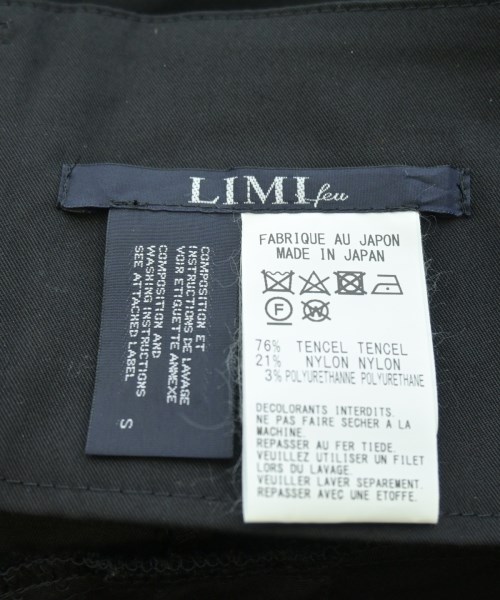 LIMI feu
COMPOSITION ET
INSTRUCTIONS DE LAVAGE
VOIR ETIQUETTE ANNEXE
COMPOSITION AND
WASHING INSTRUCTIONS
SEE ATTACHED LABEL
S
FABRIQUE AU JAPON
MADE IN JAPAN
P W
76% TENCEL TENCEL
21% NYLON NYLON
3% POLYURETHANNE POLYURETHANE
DECOLORANTS INTERDITS.
NE PAS FAIRE SECHER A LA
MACHINE.
REPASSER AU FER TIEDE.
VEUILLEZ UTILISER UN FILET
LORS DU LAVAGE.
VEUILLER LAVER SEPAREMENT.
REPASSER AVEC UNE ETOFFE.